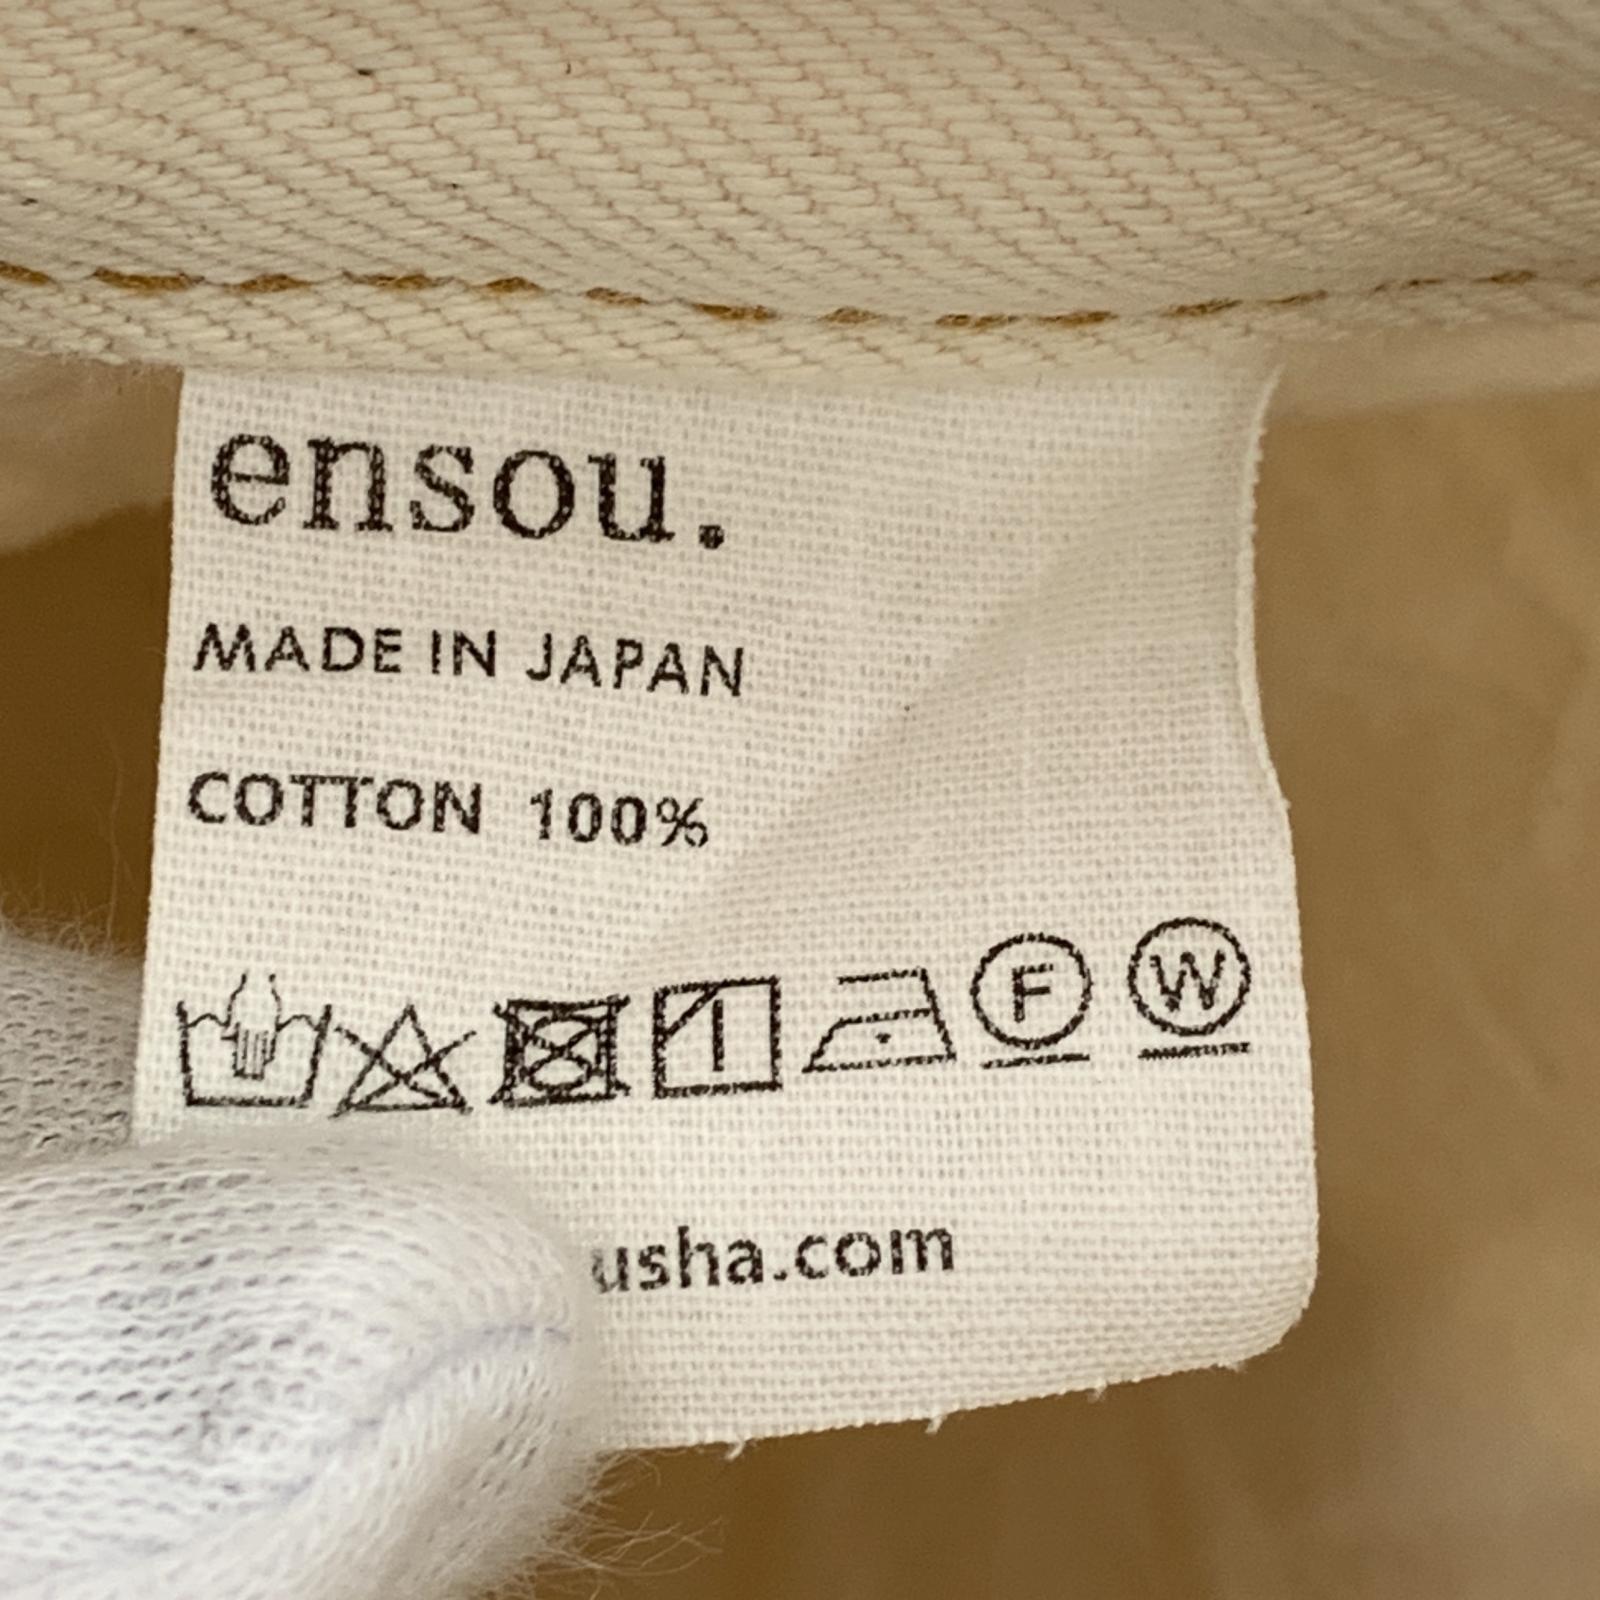 ensou.
MADE IN JAPAN
COTTON 100%
F W
usha.com